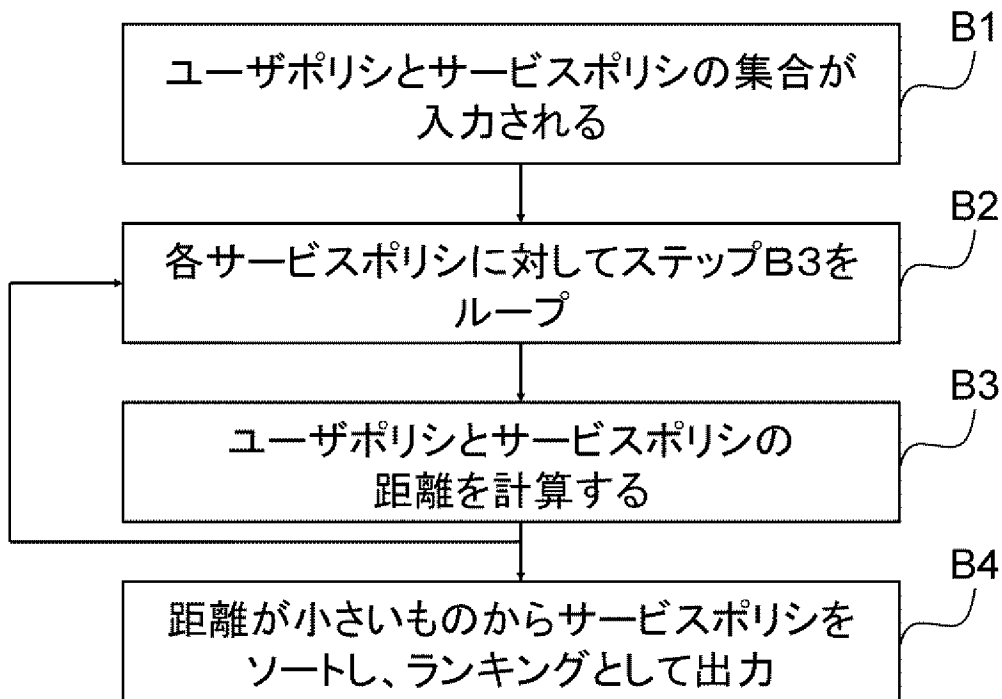 B1
ユーザポリシとサービスポリシの集合が
入力される
B2
各サービスポリシに対してステップB3を
ループ
B3
ユーザポリシとサービスポリシの
距離を計算する
B4
距離が小さいものからサービスポリシを
ソートし、ランキングとして出力